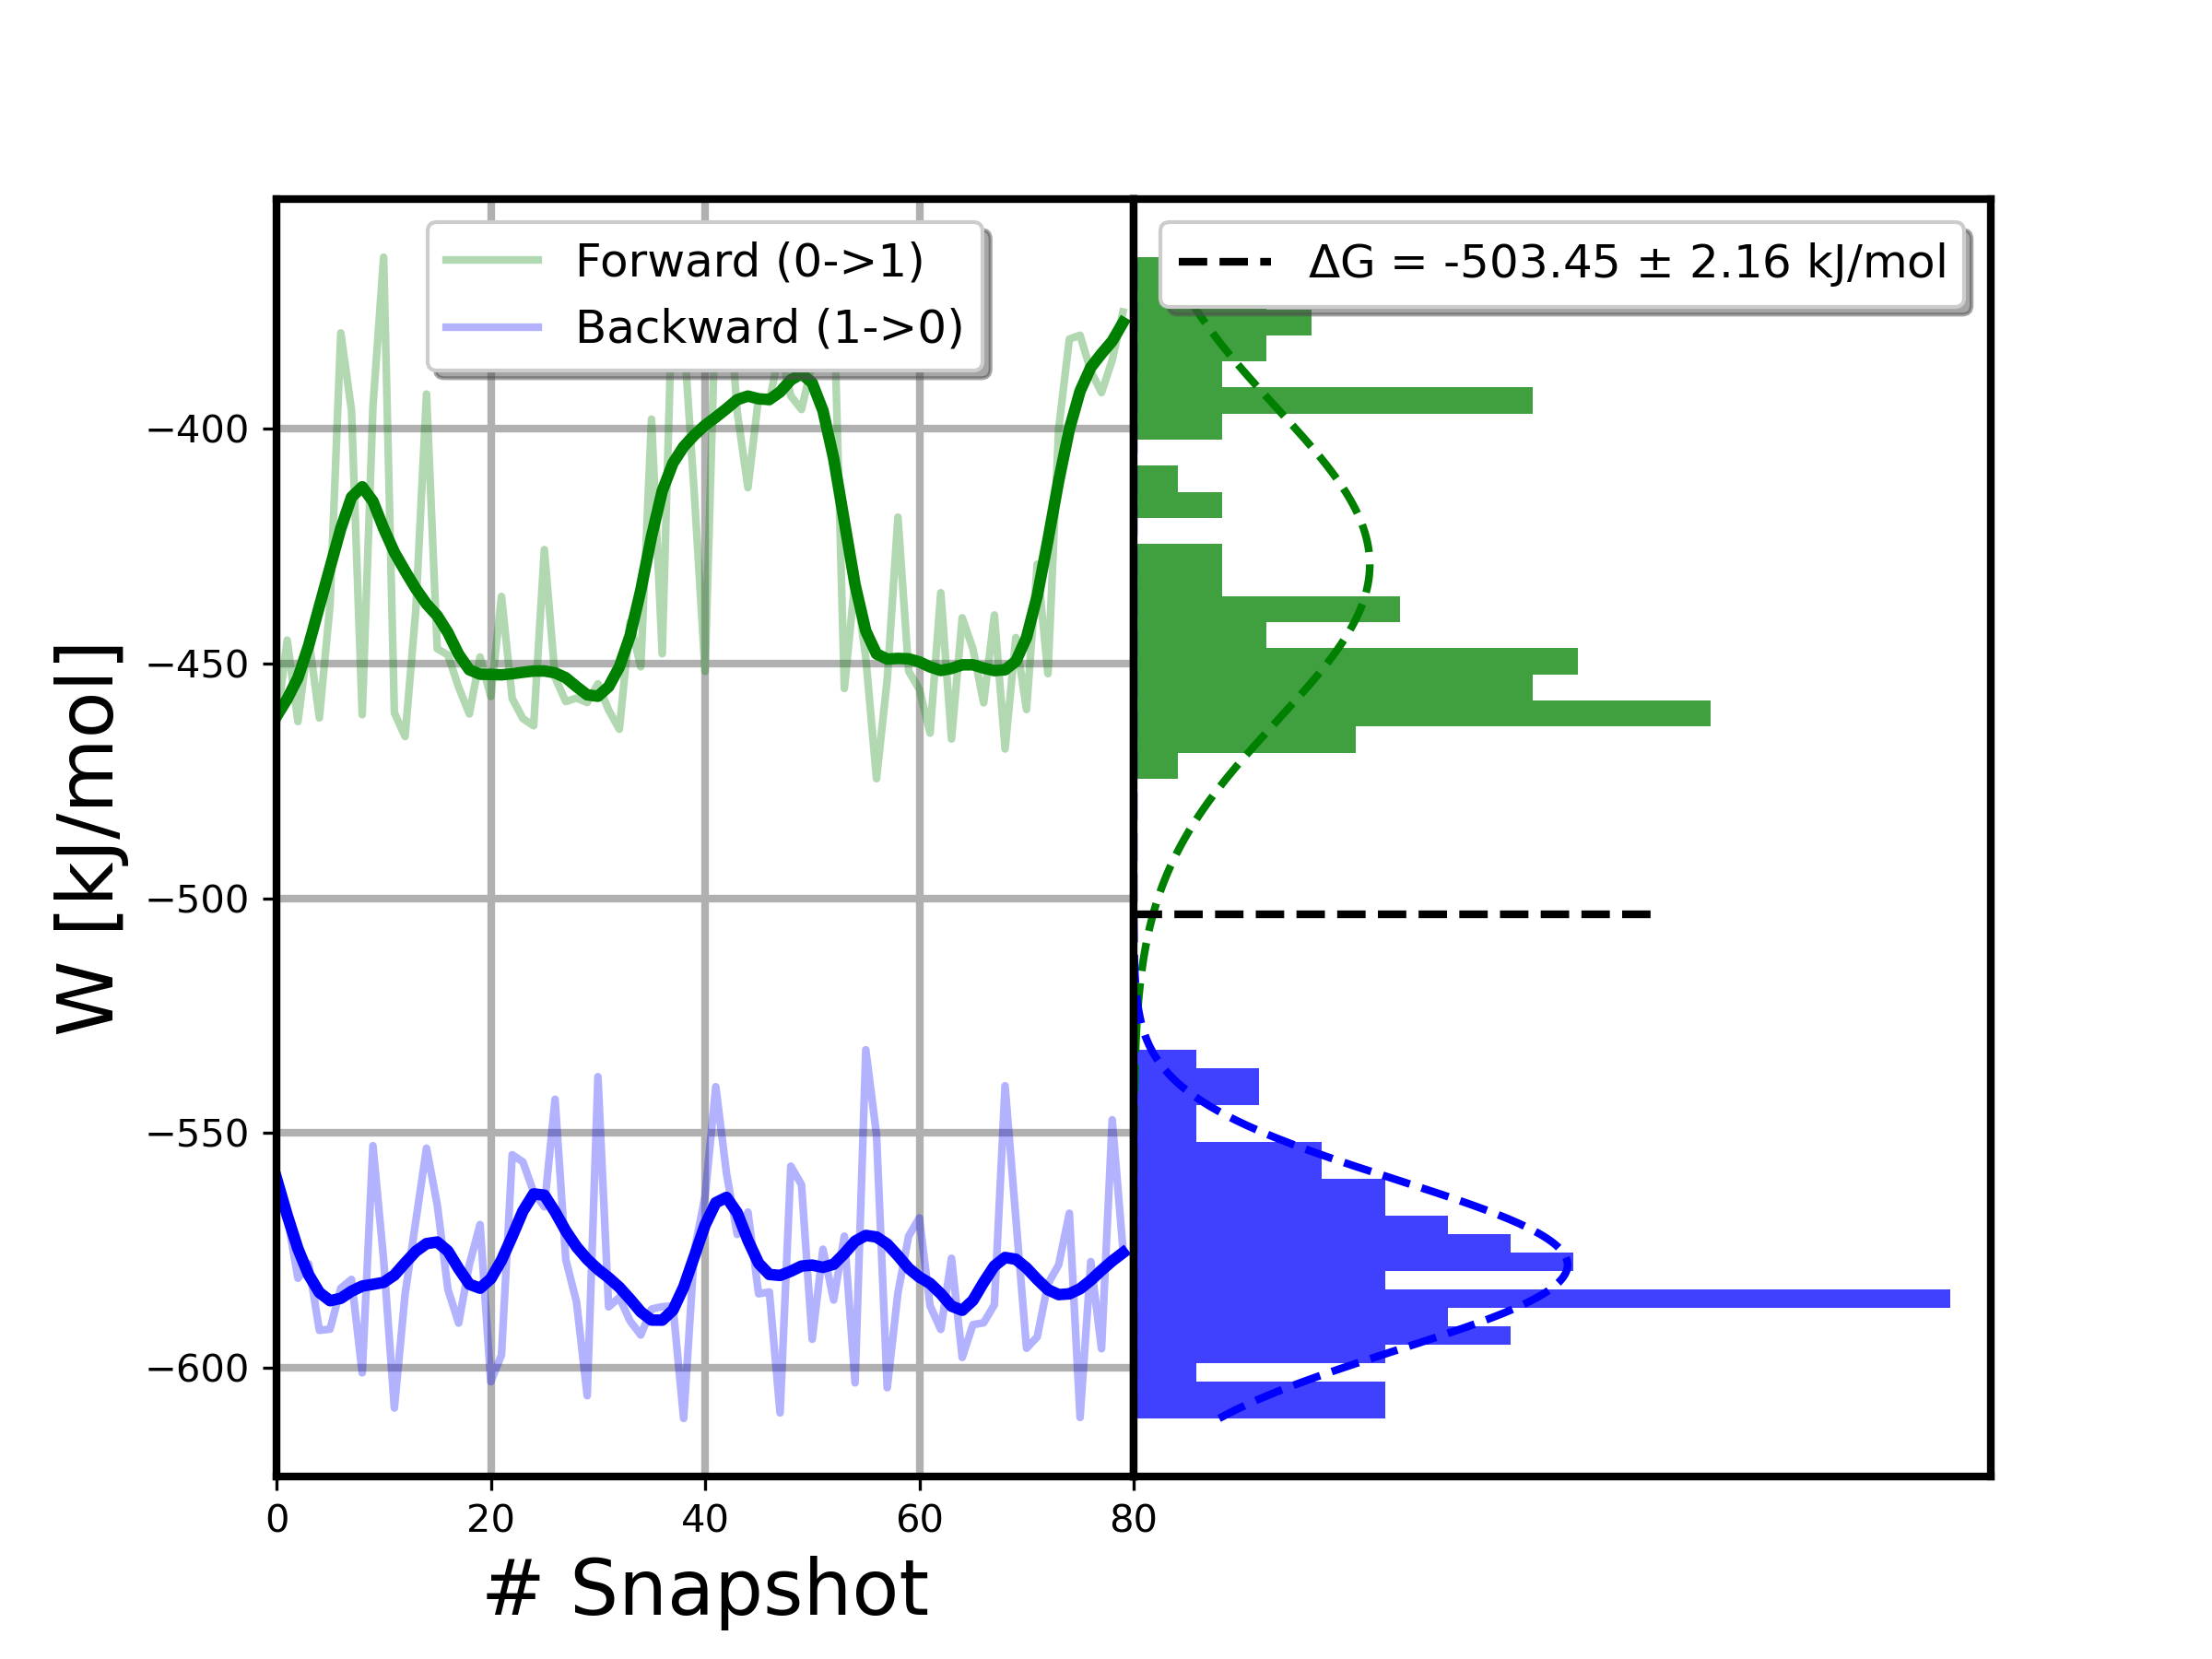 Forward (0->1)
Backward (1->0)
ΔG = -503.45 ± 2.16 kJ/mol
W [kJ/mol]
−400
−450
−500
−550
−600
0 20 40 60 80
# Snapshot